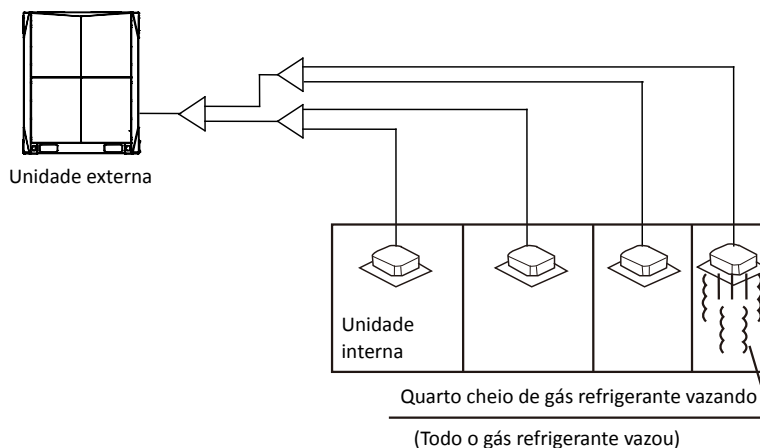 Unidade externa
Unidade
interna
Quarto cheio de gás refrigerante vazando
(Todo o gás refrigerante vazou)